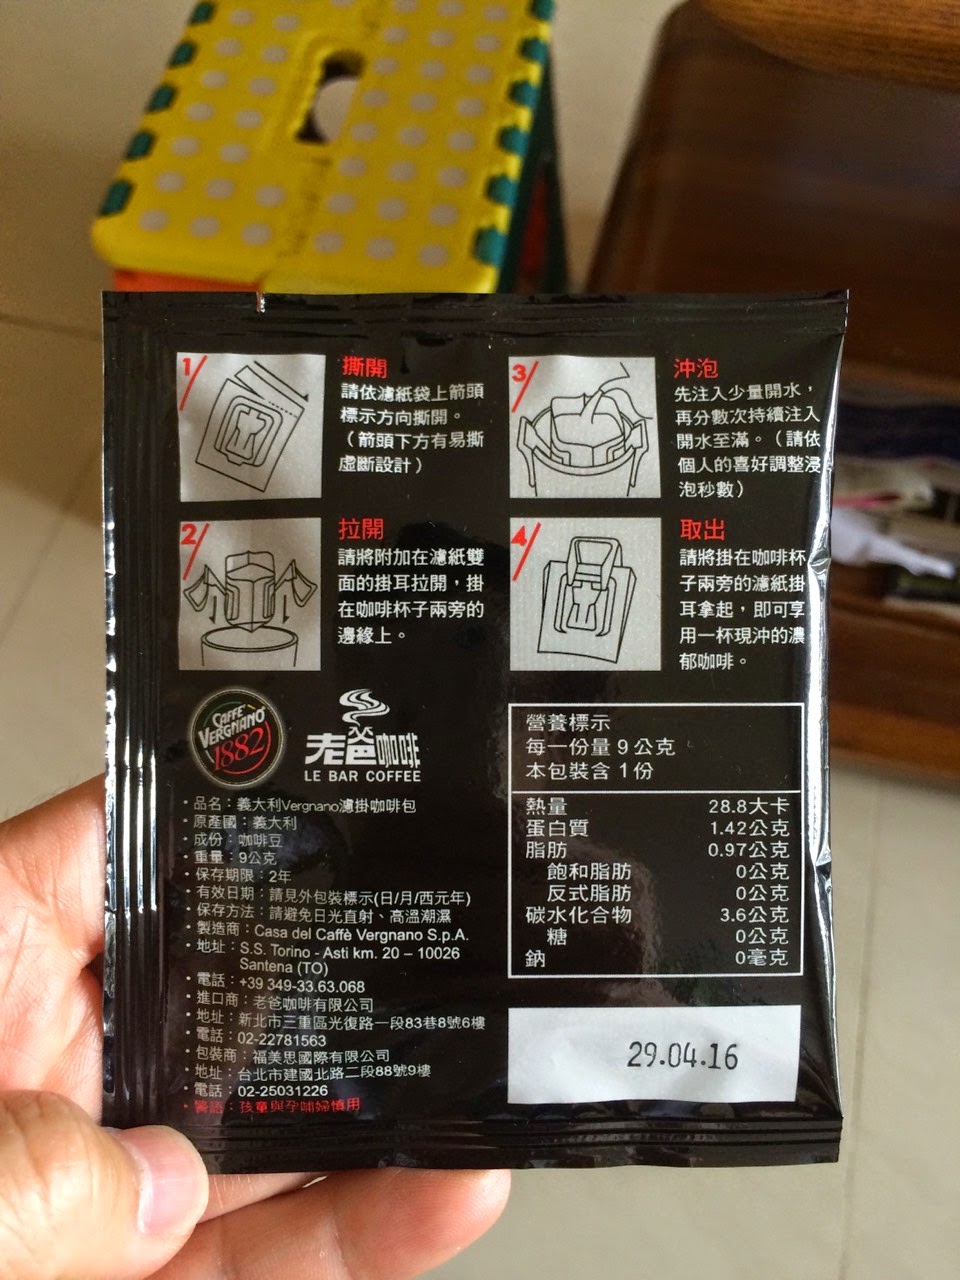 1/
撕開
請依濾紙袋上箭頭
標示方向撕開。
（箭頭下方有易撕
虛斷設計）
2/
拉開
請將附加在濾紙雙
面的掛耳拉開，掛
在咖啡杯子兩旁的
邊緣上。
3/
沖泡
先注入少量開水，
再分數次持續注入
開水至滿。（請依
個人的喜好調整浸
泡秒數）
4/
取出
請將掛在咖啡杯
子兩旁的濾紙掛
耳拿起，即可享
用一杯現沖的濃
郁咖啡。
CAFFÈ
VERGNANO
1882
老爸咖啡
LE BAR COFFEE
・品名：義大利Vergnano濾掛咖啡包
・原產國：義大利
・成份：咖啡豆
・重量：9公克
・保存期限：2年
・有效日期：請見外包裝標示(日/月/西元年)
・保存方法：請避免日光直射、高溫潮濕
・製造商：Casa del Caffè Vergnano S.p.A.
・地址：S.S. Torino - Asti km. 20 – 10026
Santena (TO)
・電話：+39 349-33.63.068
・進口商：老爸咖啡有限公司
・地址：新北市三重區光復路一段83巷8號6樓
・電話：02-22781563
・包裝商：福美思國際有限公司
・地址：台北市建國北路二段88號9樓
・電話：02-25031226
・警語：孩童與孕哺婦慎用
營養標示
每一份量 9 公克
本包裝含 1 份
熱量 28.8大卡
蛋白質 1.42公克
脂肪 0.97公克
飽和脂肪 0公克
反式脂肪 0公克
碳水化合物 3.6公克
糖 0公克
鈉 0毫克
29.04.16